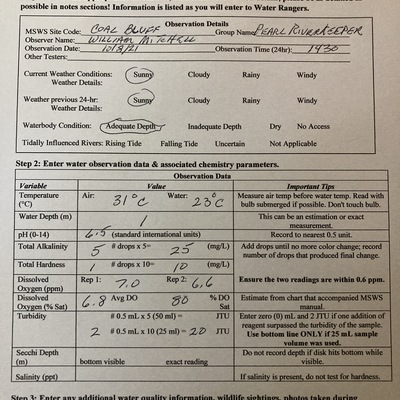 possible in notes sections! Information is listed as you will enter to Water Rangers.
Observation Details
MSWS Site Code: COAL BLUFF Group Name: PEARL RIVERKEEPER
Observer Name: WILLIAM MITCHELL
Observation Date: 10/8/21 Observation Time (24hr): 1430
Other Testers:
Current Weather Conditions: Sunny Cloudy Rainy Windy
Weather Details:
Weather previous 24-hr: Sunny Cloudy Rainy Windy
Weather Details:
Waterbody Condition: Adequate Depth Inadequate Depth Dry No Access
Tidally Influenced Rivers: Rising Tide Falling Tide Uncertain Not Applicable
Step 2: Enter water observation data & associated chemistry parameters.
Observation Data
Variable Value Important Tips
Temperature (°C) Air: 31°C Water: 23°C Measure air temp before water temp. Read with
bulb submerged if possible. Don't touch bulb.
Water Depth (m) 1 This can be an estimation or exact
measurement.
pH (0-14) 6.5 (standard international units) Record to nearest 0.5 unit.
Total Alkalinity 5 # drops x 5= 25 (mg/L) Add drops until no more color change; record
number of drops that produced final change.
Total Hardness 1 # drops x 10= 10 (mg/L)
Dissolved Oxygen (ppm) Rep 1: 7.0 Rep 2: 6.6 Ensure the two readings are within 0.6 ppm.
Dissolved Oxygen (% Sat) 6.8 Avg DO 80 % DO Sat Estimate from chart that accompanied MSWS
manual.
Turbidity # 0.5 mL x 5 (50 ml) = JTU Enter zero (0) mL and 2 JTU if one addition of
reagent surpassed the turbidity of the sample.
2 # 0.5 mL x 10 (25 ml) = 20 JTU Use bottom line ONLY if 25 mL sample
volume was used.
Secchi Depth (m) bottom visible exact reading Do not record depth if disk hits bottom while
visible.
Salinity (ppt) If salinity is present, do not test for hardness.
Step 3: Enter any additional water quality information, wildlife sightings, photos taken during